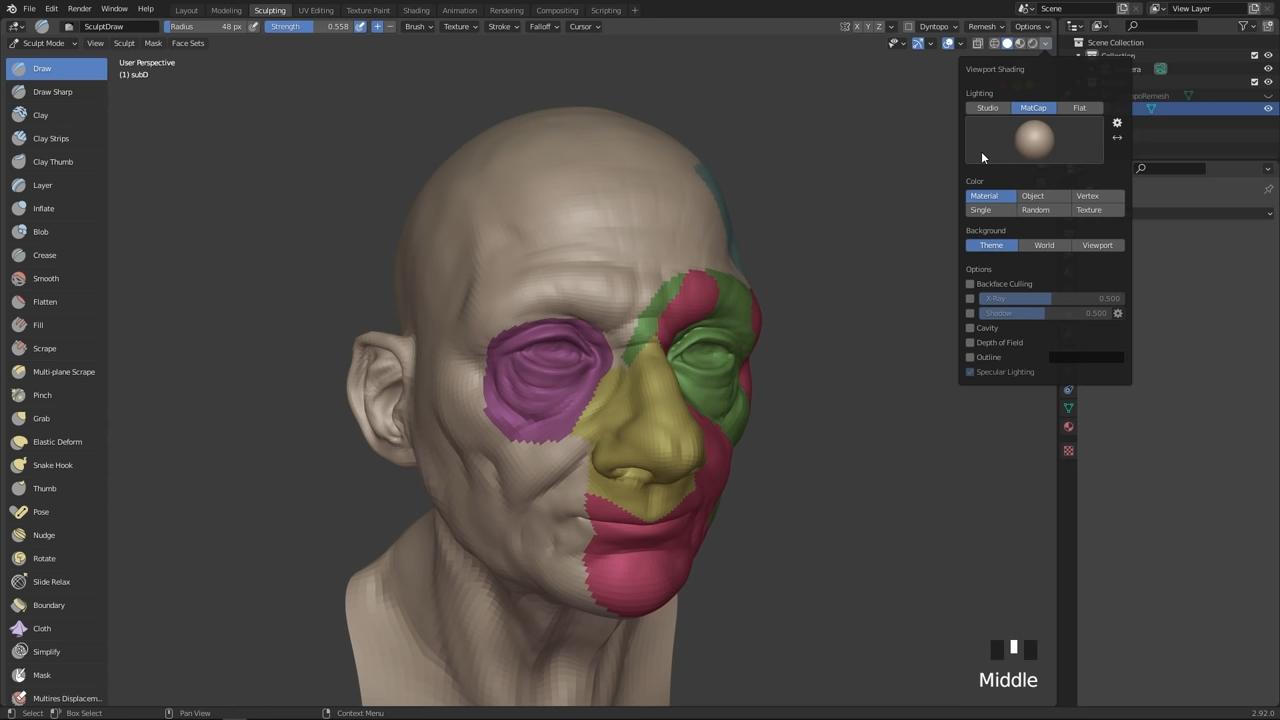 File Edit Render Window Help Layout Modeling Sculpting UV Editing Texture Paint Shading Animation Rendering Compositing Scripting Scene View Layer
SculptDraw Radius 48 px Strength 0.558 Brush Texture Stroke Falloff Cursor X Y Z Dyntopo Remesh Options
Sculpt Mode View Sculpt Mask Face Sets Scene Collection
User Perspective
(1) subD
Draw
Draw Sharp
Clay
Clay Strips
Clay Thumb
Layer
Inflate
Blob
Crease
Smooth
Flatten
Fill
Scrape
Multi-plane Scrape
Pinch
Grab
Elastic Deform
Snake Hook
Thumb
Pose
Nudge
Rotate
Slide Relax
Boundary
Cloth
Simplify
Mask
Multires Displacem...
Viewport Shading
Lighting
Studio MatCap Flat
Color
Material Object Vertex
Single Random Texture
Background
Theme World Viewport
Options
Backface Culling
X-Ray 0.500
Shadow 0.500
Cavity
Depth of Field
Outline
Specular Lighting
Middle
Select Box Select Pan View Context Menu 2.92.0